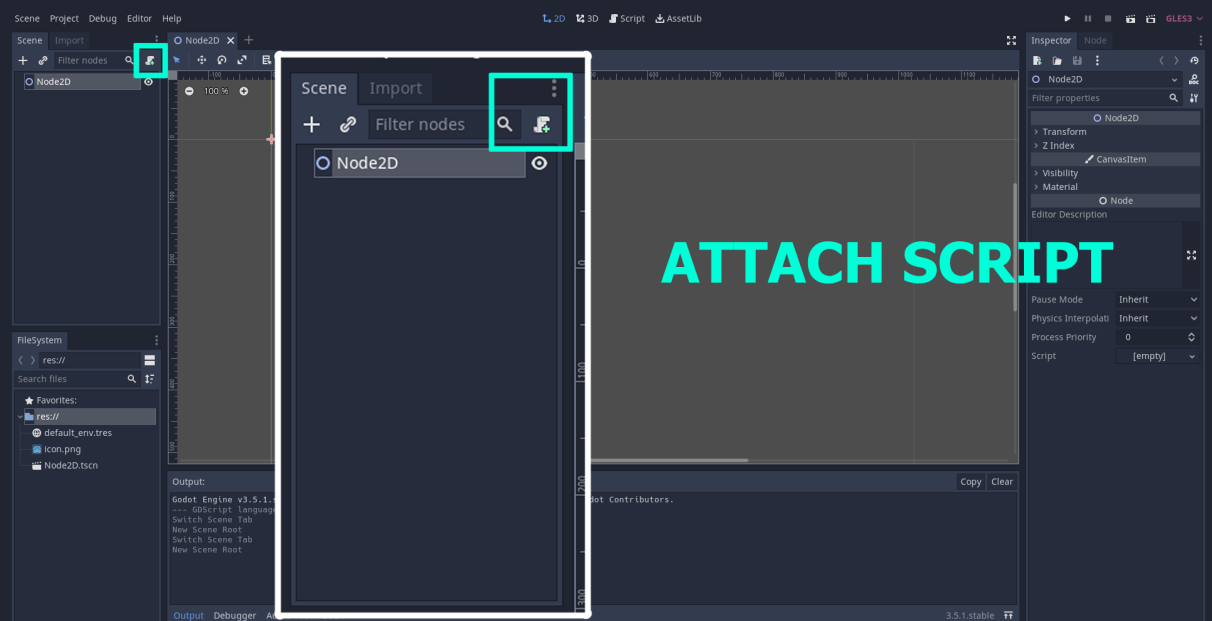 Scene Project Debug Editor Help
2D 3D Script AssetLib
GLES3
Scene Import
Node2D
Inspector Node
Filter nodes
Node2D
100 %
Scene Import
Filter nodes
Node2D
ATTACH SCRIPT
Node2D
Filter properties
Node2D
Transform
Z Index
CanvasItem
Visibility
Material
Node
Editor Description
Pause Mode Inherit
Physics Interpolati Inherit
Process Priority 0
Script [empty]
FileSystem
res://
Search files
Favorites:
res://
default_env.tres
icon.png
Node2D.tscn
Output:
Copy Clear
Godot Engine v3.5.1.s
dot Contributors.
--- GDScript language
Switch Scene Tab
New Scene Root
Switch Scene Tab
New Scene Root
Output Debugger
3.5.1.stable